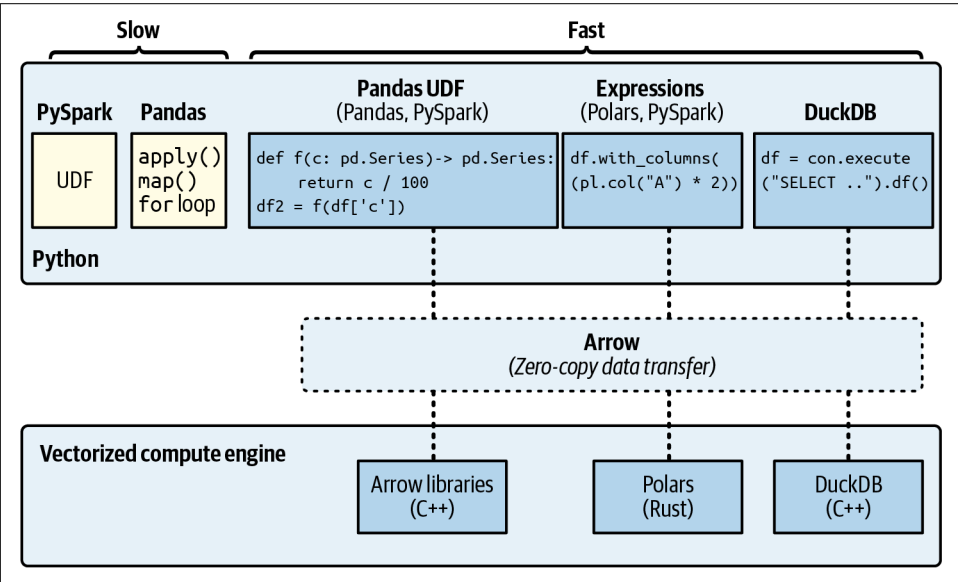 Slow
Fast
PySpark
Pandas
Pandas UDF
(Pandas, PySpark)
Expressions
(Polars, PySpark)
DuckDB
UDF
apply()
map()
for loop
def f(c: pd.Series)-> pd.Series:
return c / 100
df2 = f(df['c'])
df.with_columns(
(pl.col("A") * 2))
df = con.execute
("SELECT ..").df()
Python
Arrow
(Zero-copy data transfer)
Vectorized compute engine
Arrow libraries
(C++)
Polars
(Rust)
DuckDB
(C++)